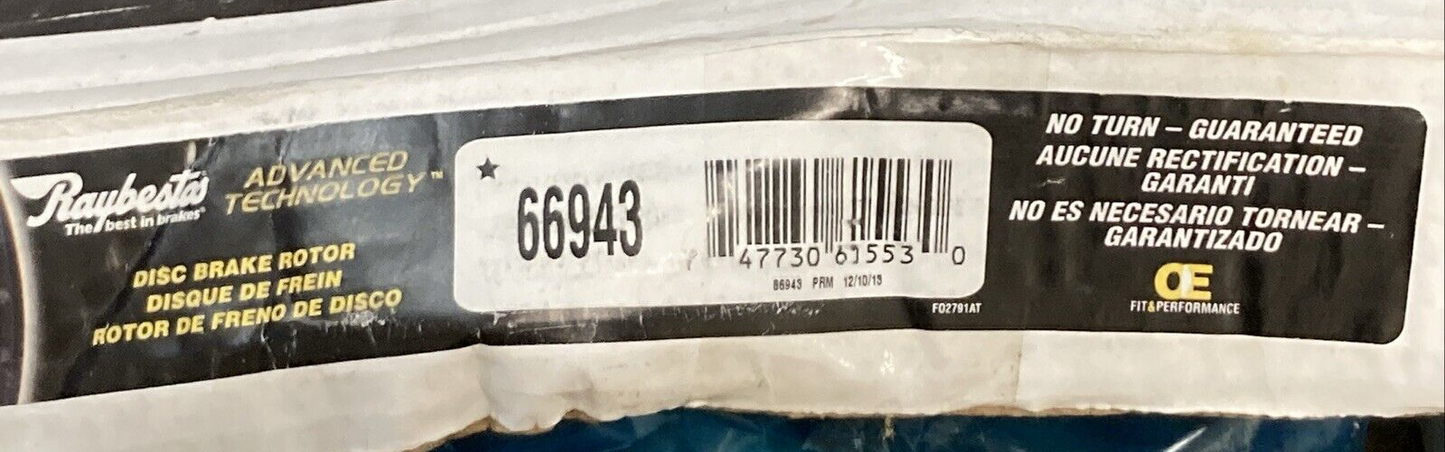 Raybestos
The best in brakes®
ADVANCED
TECHNOLOGY™
DISC BRAKE ROTOR
DISQUE DE FREIN
ROTOR DE FRENO DE DISCO
★
66943
47730 61553 0
66943 PRM 12/10/13
FO2791AT
NO TURN – GUARANTEED
AUCUNE RECTIFICATION –
GARANTI
NO ES NECESARIO TORNEAR –
GARANTIZADO
OE
FIT&PERFORMANCE